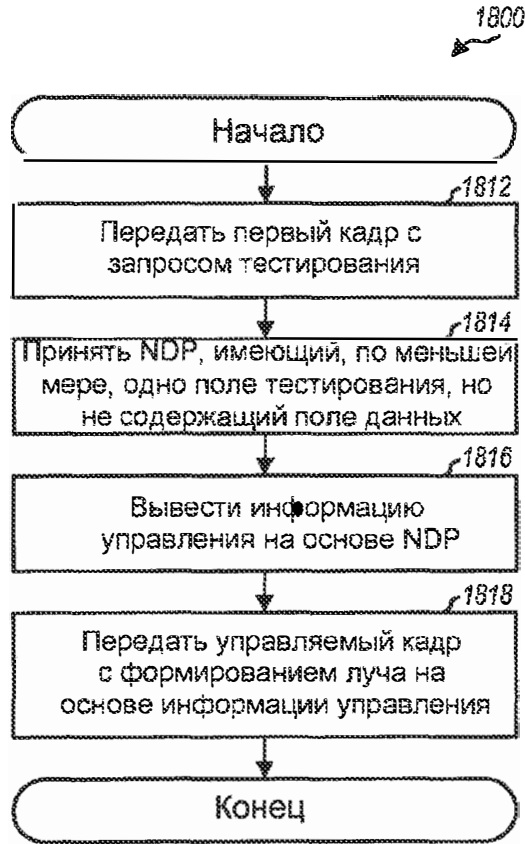 1800
Начало
1812
Передать первый кадр с
запросом тестирования
1814
Принять NDP, имеющий, по меньшей
мере, одно поле тестирования, но
не содержащий поле данных
1816
Вывести информацию
управления на основе NDP
1818
Передать управляемый кадр
с формированием луча на
основе информации управления
Конец